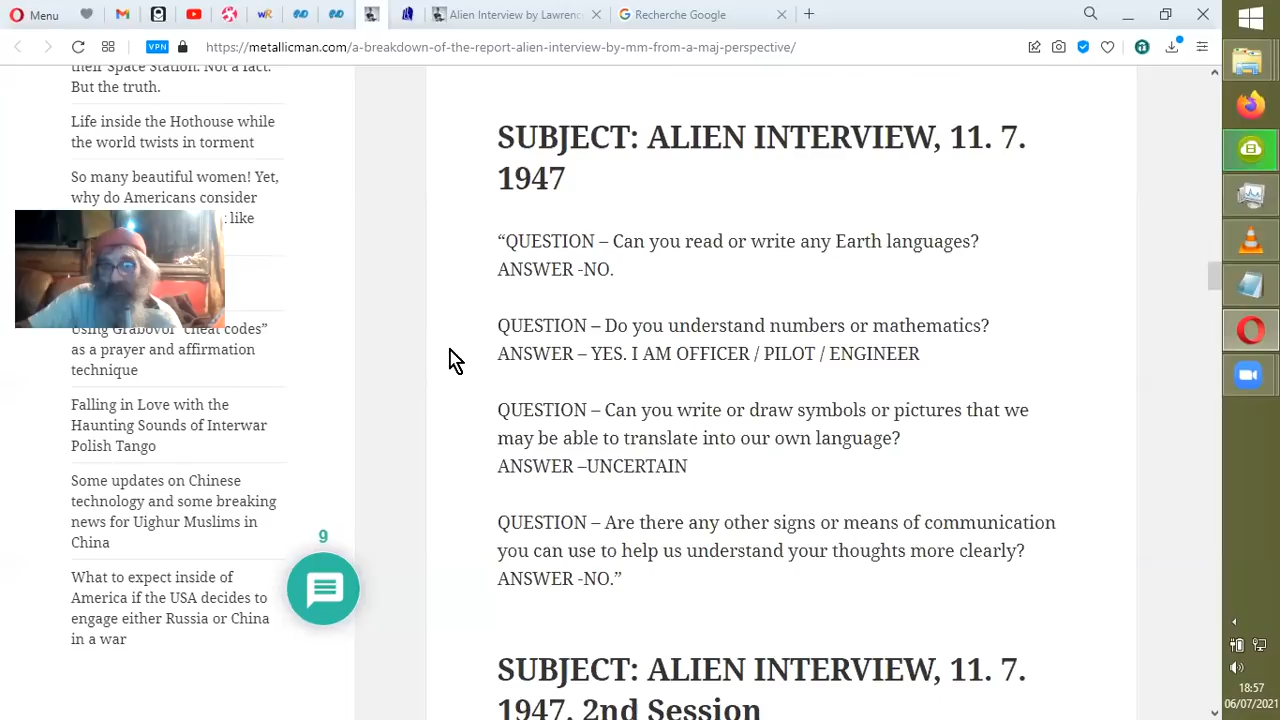 Menu
Alien Interview by Lawrenc
Recherche Google
VPN
https://metallicman.com/a-breakdown-of-the-report-alien-interview-by-mm-from-a-maj-perspective/
their Space Station. Not a fact.
But the truth.
Life inside the Hothouse while
the world twists in torment
So many beautiful women! Yet,
why do Americans consider
like
Using Grabovoi “cheat codes”
as a prayer and affirmation
technique
Falling in Love with the
Haunting Sounds of Interwar
Polish Tango
Some updates on Chinese
technology and some breaking
news for Uighur Muslims in
China
What to expect inside of
America if the USA decides to
engage either Russia or China
in a war
9
SUBJECT: ALIEN INTERVIEW, 11. 7.
1947
“QUESTION – Can you read or write any Earth languages?
ANSWER -NO.
QUESTION – Do you understand numbers or mathematics?
ANSWER – YES. I AM OFFICER / PILOT / ENGINEER
QUESTION – Can you write or draw symbols or pictures that we
may be able to translate into our own language?
ANSWER –UNCERTAIN
QUESTION – Are there any other signs or means of communication
you can use to help us understand your thoughts more clearly?
ANSWER -NO.”
SUBJECT: ALIEN INTERVIEW, 11. 7.
1947. 2nd Session
18:57
06/07/2021